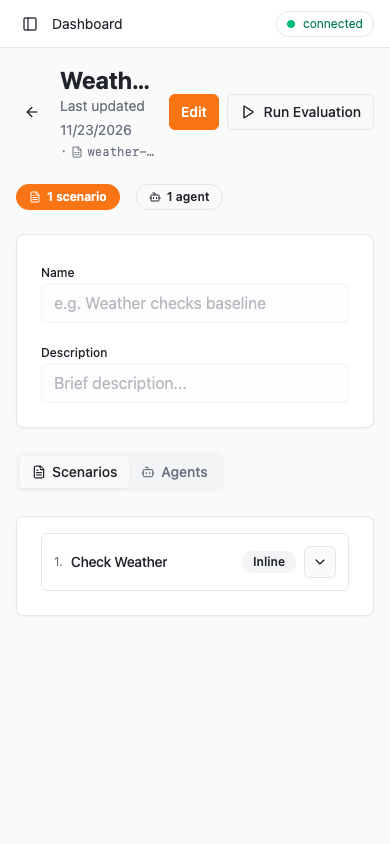 Dashboard
connected
Weath...
Last updated
11/23/2026
· weather-...
Edit
Run Evaluation
1 scenario
1 agent
Name
e.g. Weather checks baseline
Description
Brief description...
Scenarios
Agents
1. Check Weather
Inline